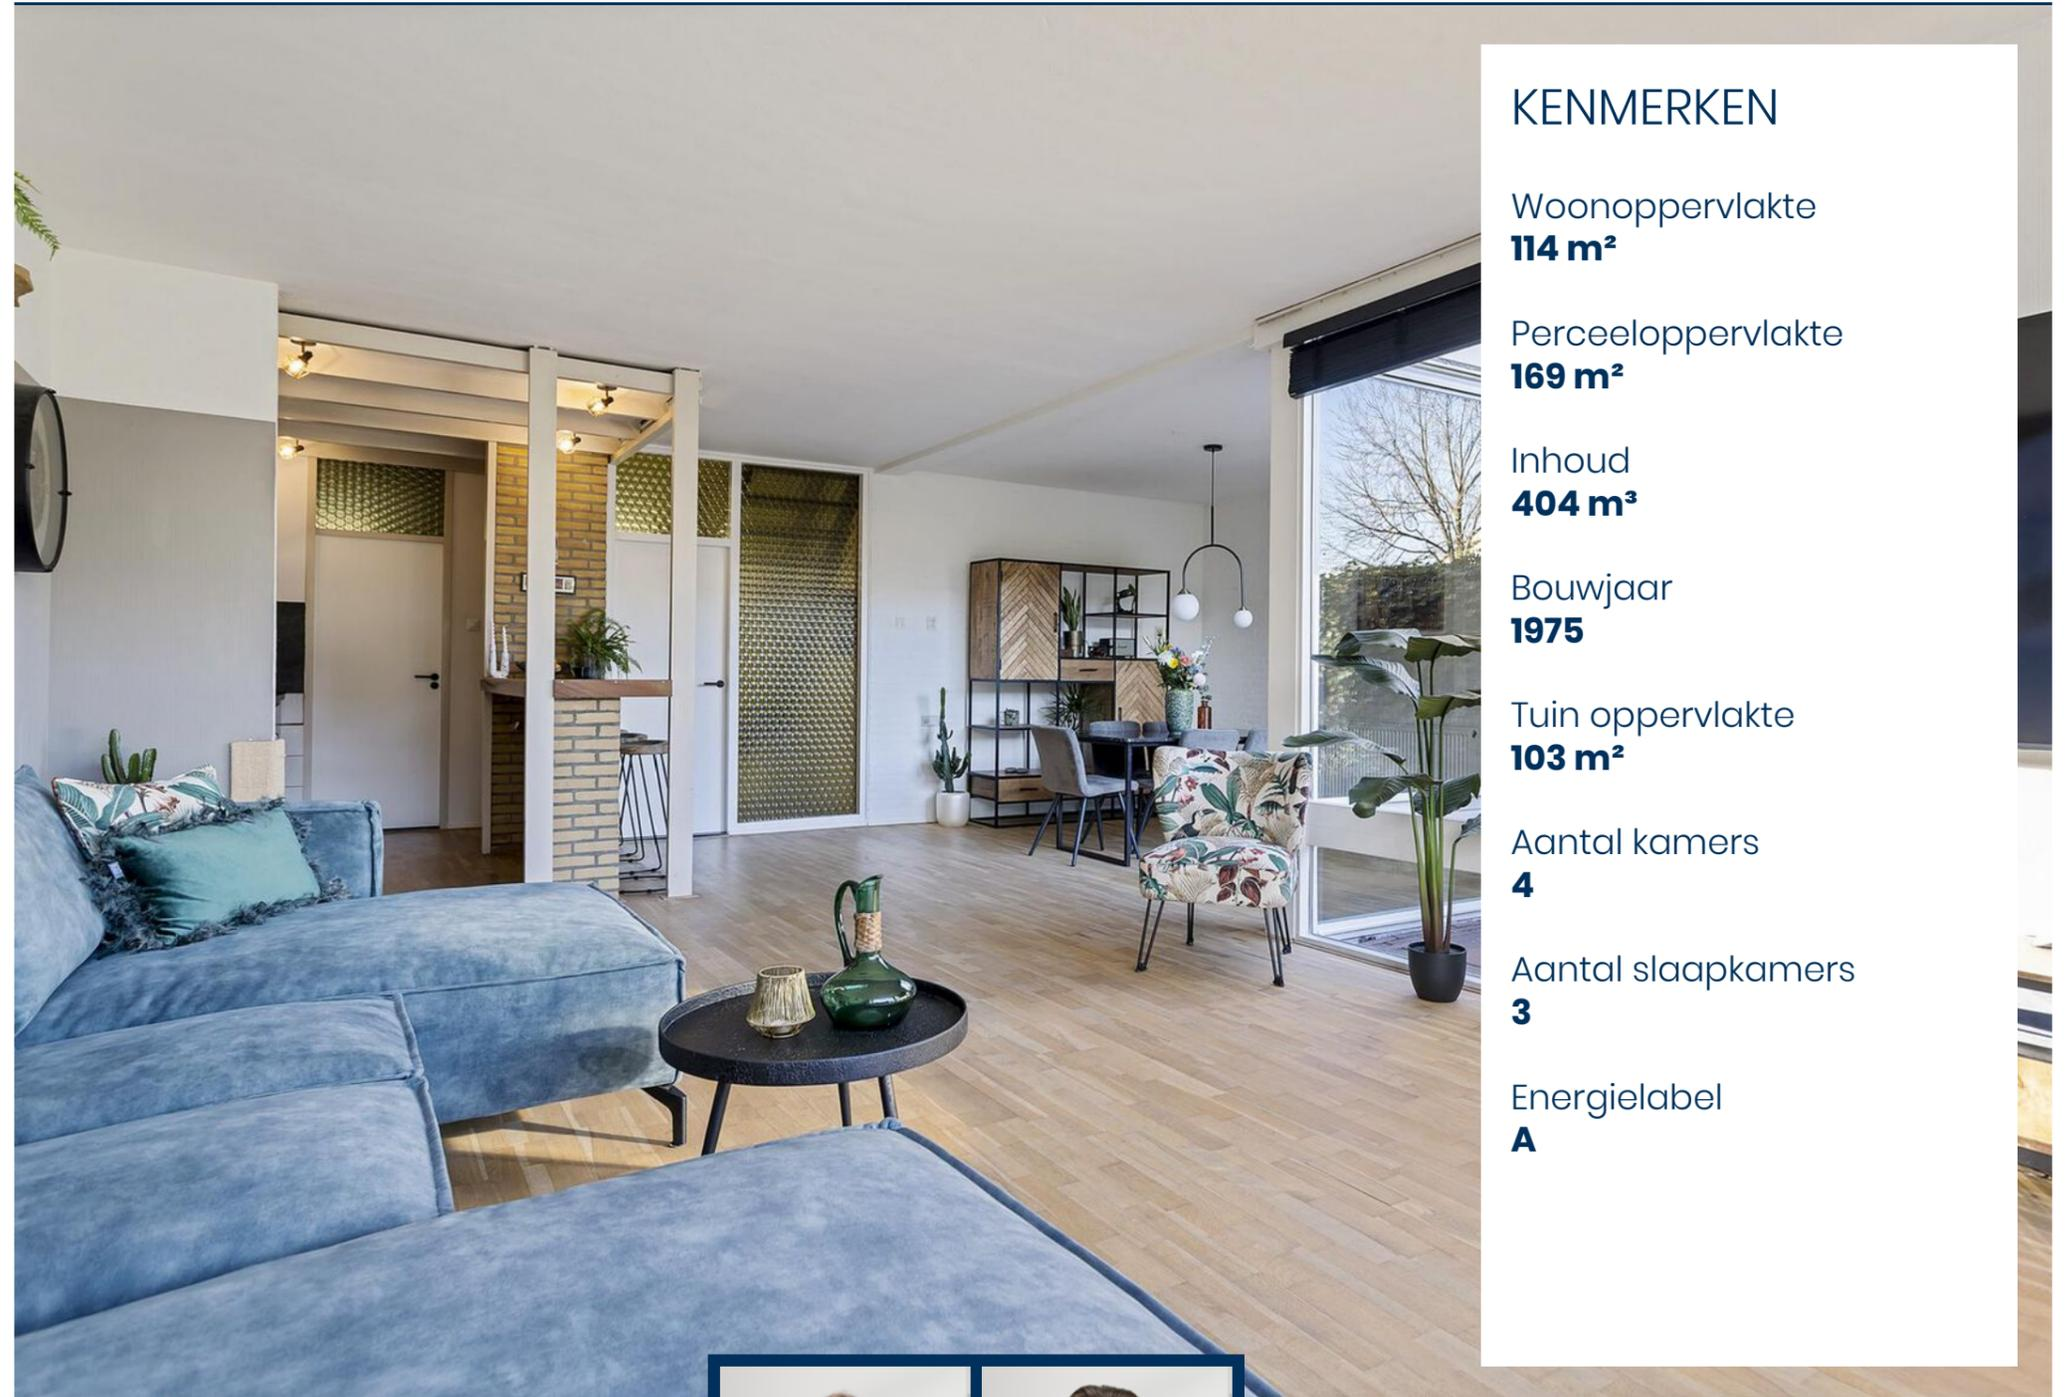 KENMERKEN
Woonoppervlakte
114 m²
Perceeloppervlakte
169 m²
Inhoud
404 m³
Bouwjaar
1975
Tuin oppervlakte
103 m²
Aantal kamers
4
Aantal slaapkamers
3
Energielabel
A